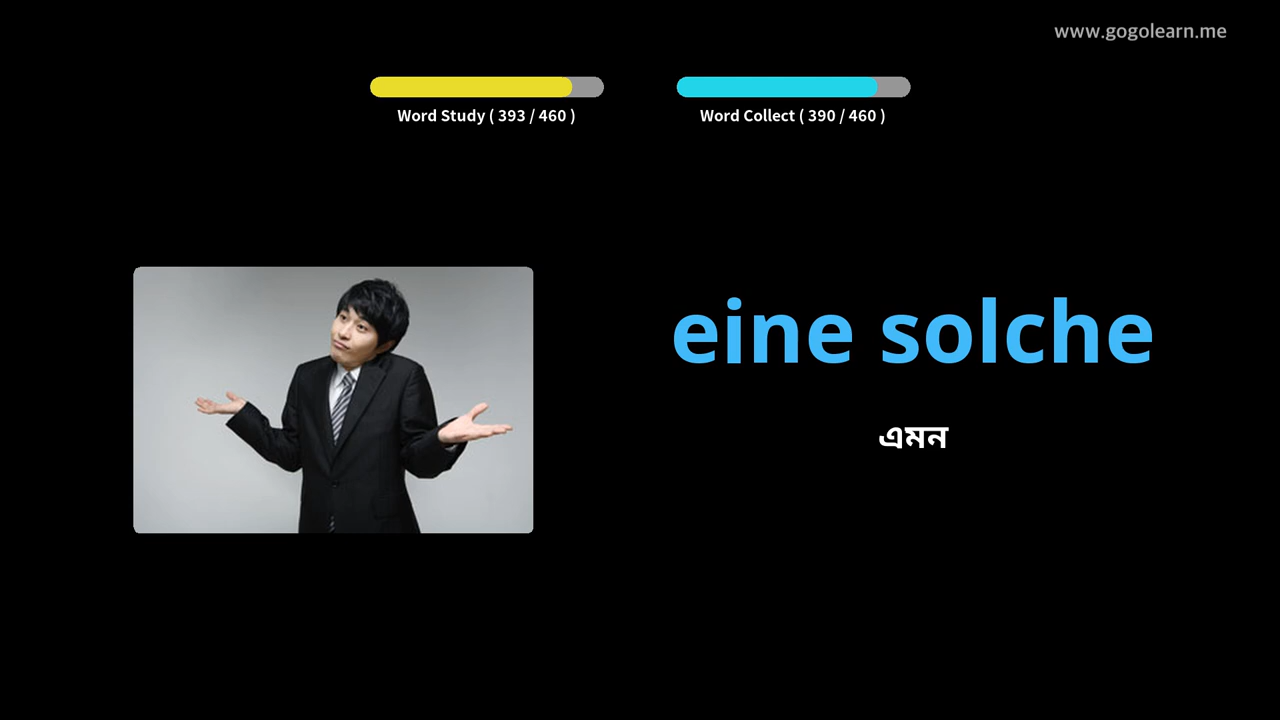 www.gogolearn.me
Word Study ( 393 / 460 )
Word Collect ( 390 / 460 )
eine solche
এমন